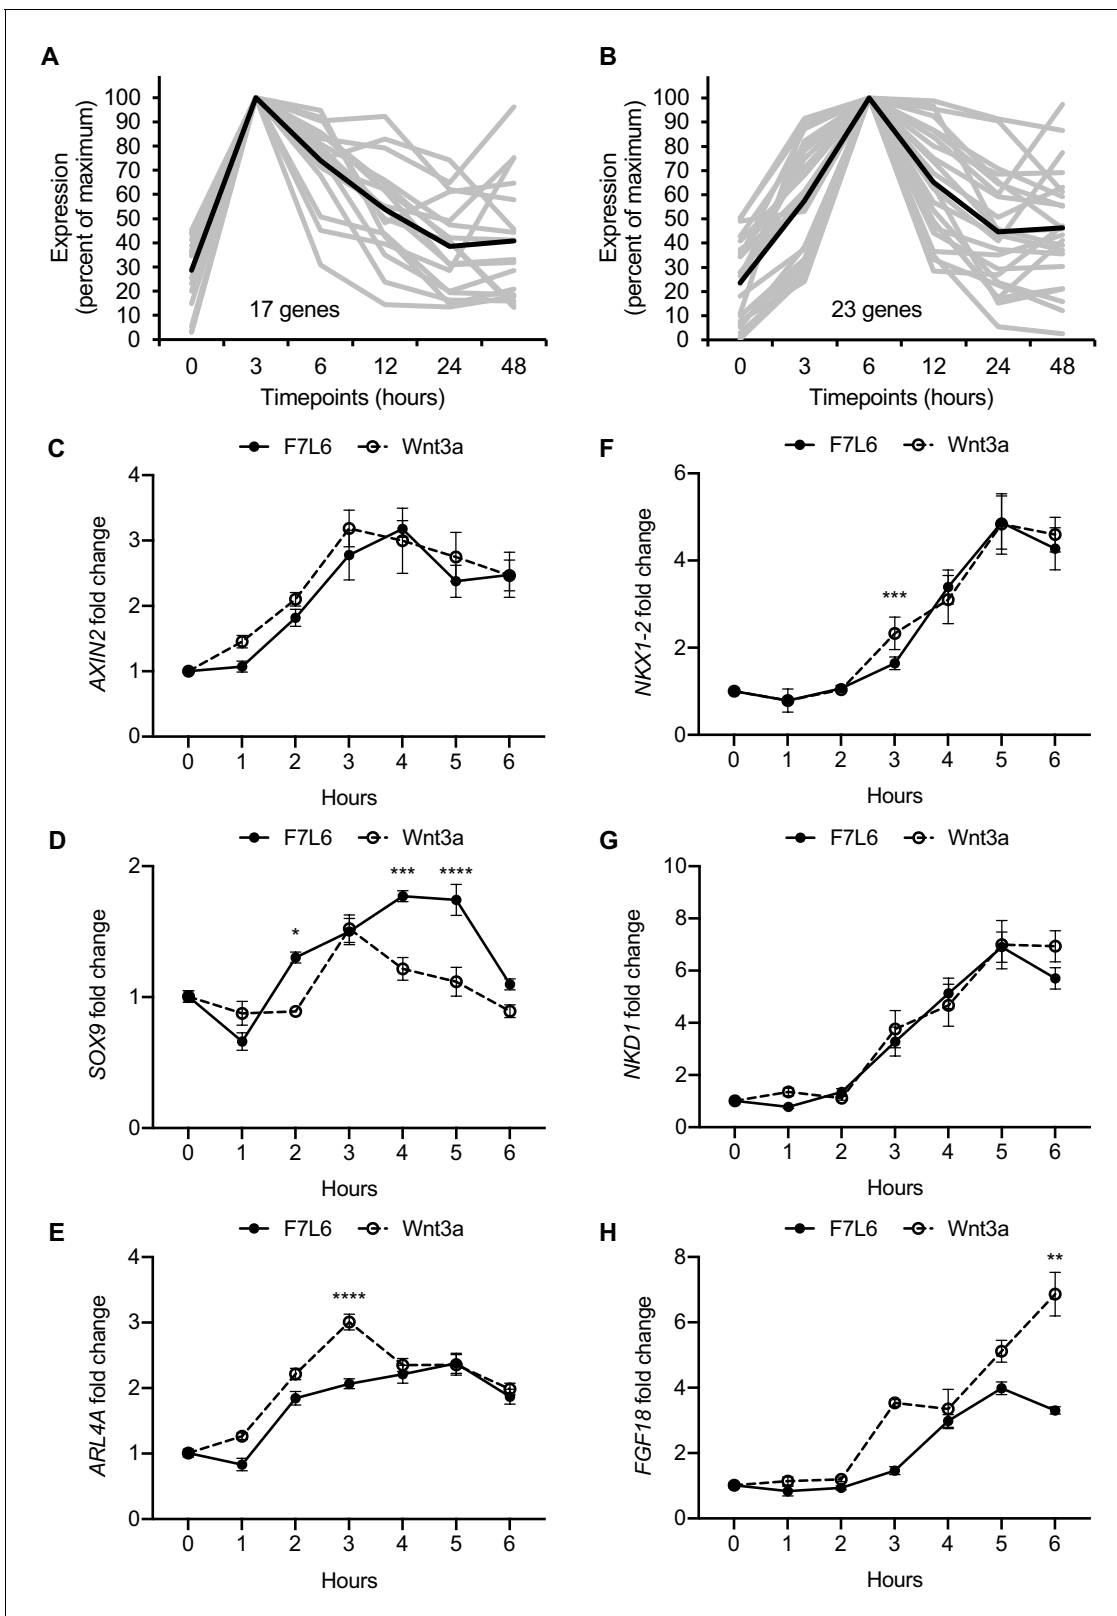 A
Expression
(percent of maximum)
100
90
80
70
60
50
40
30
20
10
0
17 genes
0 3 6 12 24 48
Timepoints (hours)
B
Expression
(percent of maximum)
100
90
80
70
60
50
40
30
20
10
0
23 genes
0 3 6 12 24 48
Timepoints (hours)
C
F7L6 Wnt3a
AXIN2 fold change
4
3
2
1
0
0 1 2 3 4 5 6
Hours
F
F7L6 Wnt3a
NKX1-2 fold change
6
4
2
0
***
0 1 2 3 4 5 6
Hours
D
F7L6 Wnt3a
SOX9 fold change
2
1
0
* *** ****
0 1 2 3 4 5 6
Hours
G
F7L6 Wnt3a
NKD1 fold change
10
8
6
4
2
0
0 1 2 3 4 5 6
Hours
E
F7L6 Wnt3a
ARL4A fold change
4
3
2
1
0
****
0 1 2 3 4 5 6
Hours
H
F7L6 Wnt3a
FGF18 fold change
8
6
4
2
0
**
0 1 2 3 4 5 6
Hours